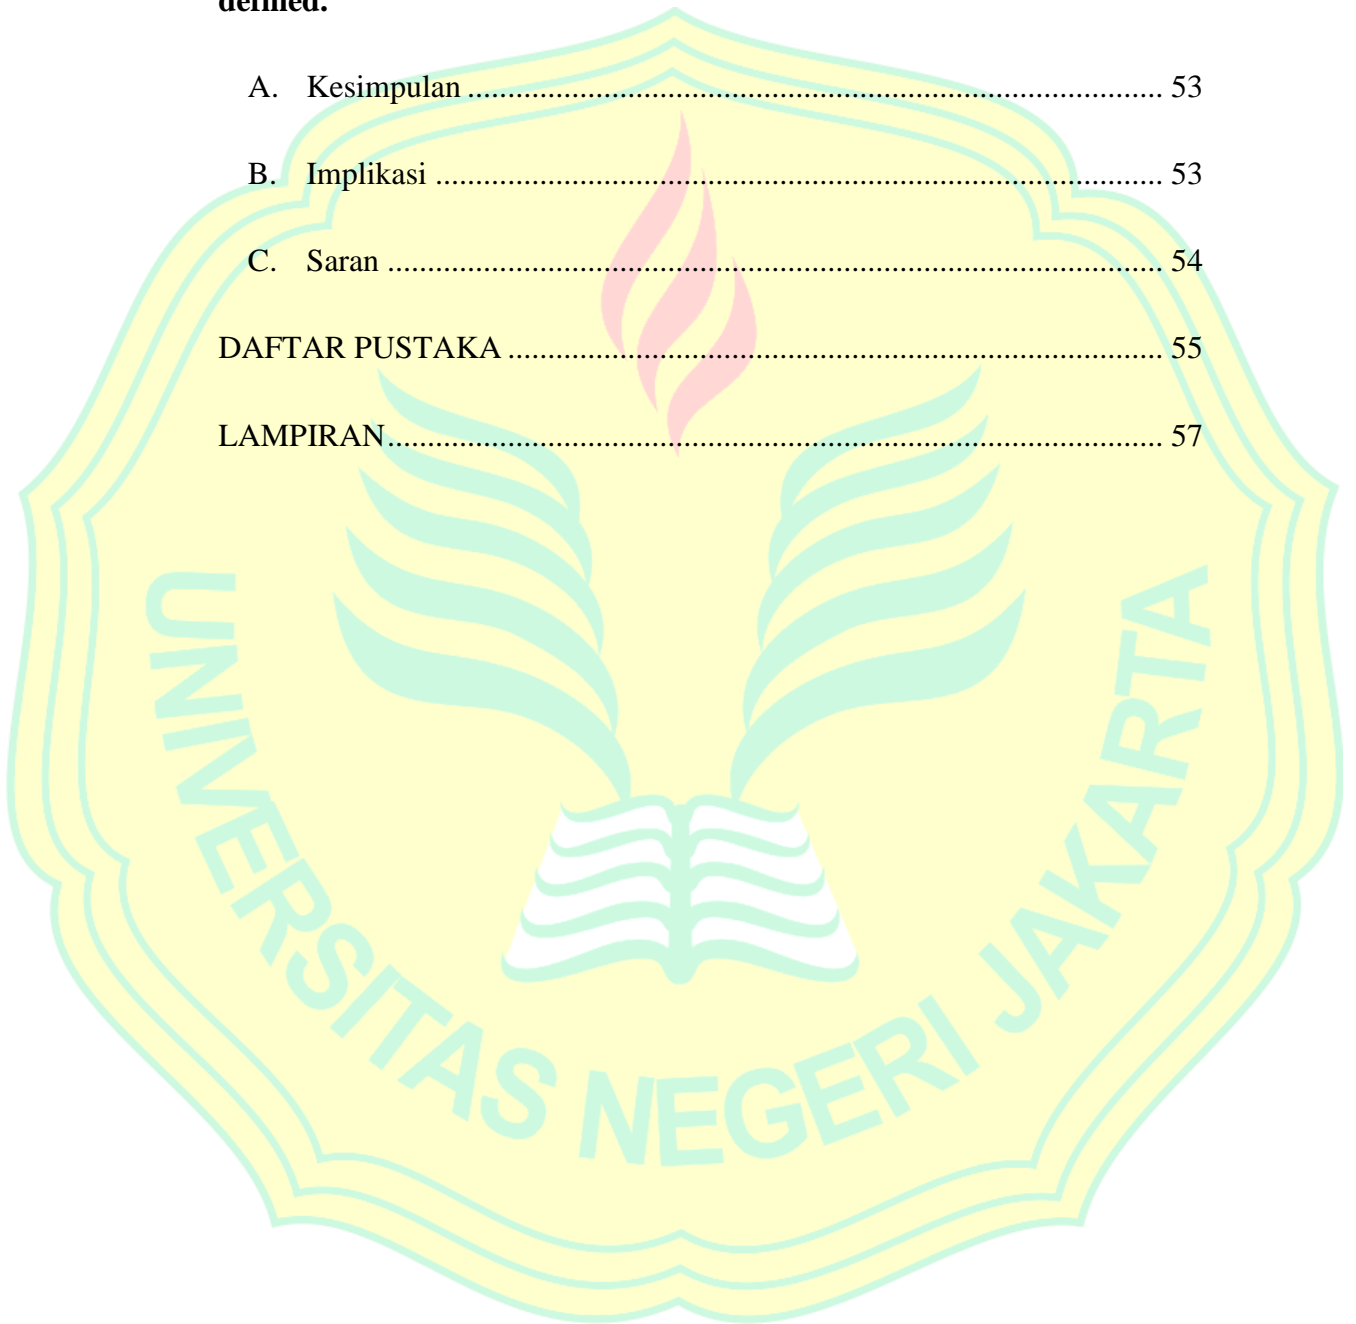 defined.
A. Kesimpulan ........................................................................................ 53
B. Implikasi ............................................................................................ 53
C. Saran .................................................................................................. 54
DAFTAR PUSTAKA ................................................................................... 55
LAMPIRAN.................................................................................................. 57
UNIVERSITAS NEGERI JAKARTA